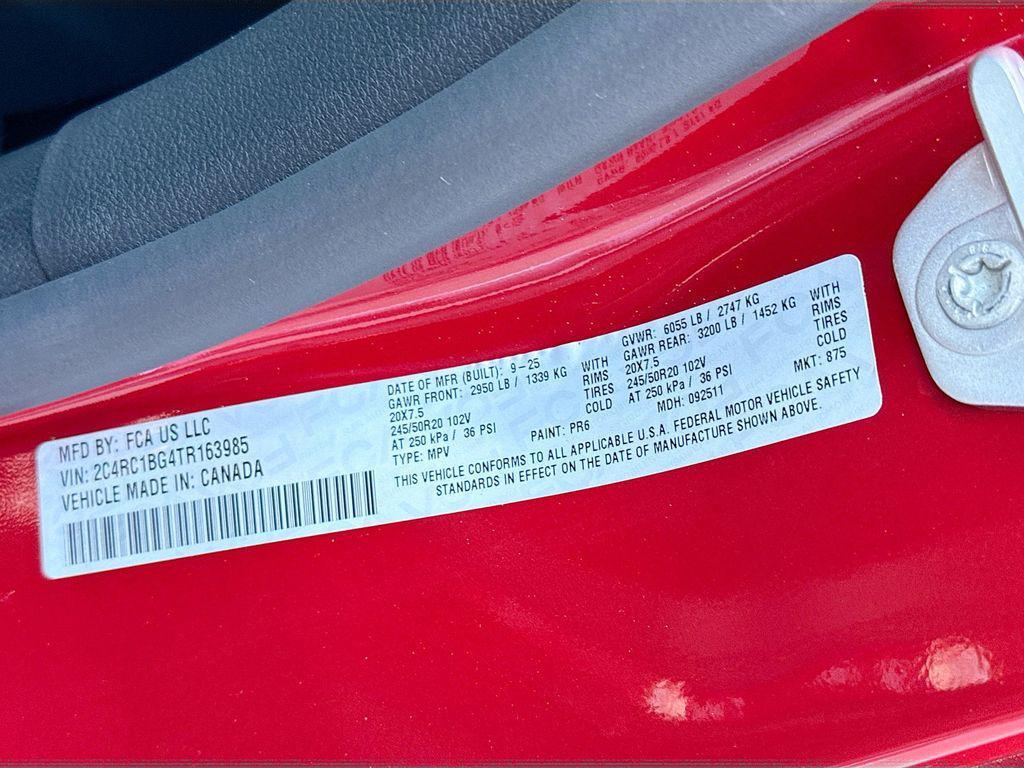 MFD BY: FCA US LLC
VIN: 2C4RC1BG4TR163985
VEHICLE MADE IN: CANADA
DATE OF MFR (BUILT): 9-25
GAWR FRONT: 2950 LB / 1339 KG WITH
20X7.5 RIMS
245/50R20 102V TIRES
AT 250 kPa / 36 PSI COLD
TYPE: MPV PAINT: PR6
GVWR: 6055 LB / 2747 KG
GAWR REAR: 3200 LB / 1452 KG WITH
20X7.5 RIMS
245/50R20 102V TIRES
AT 250 kPa / 36 PSI COLD
MDH: 092511 MKT: 875
THIS VEHICLE CONFORMS TO ALL APPLICABLE U.S.A. FEDERAL MOTOR VEHICLE SAFETY
STANDARDS IN EFFECT ON THE DATE OF MANUFACTURE SHOWN ABOVE.